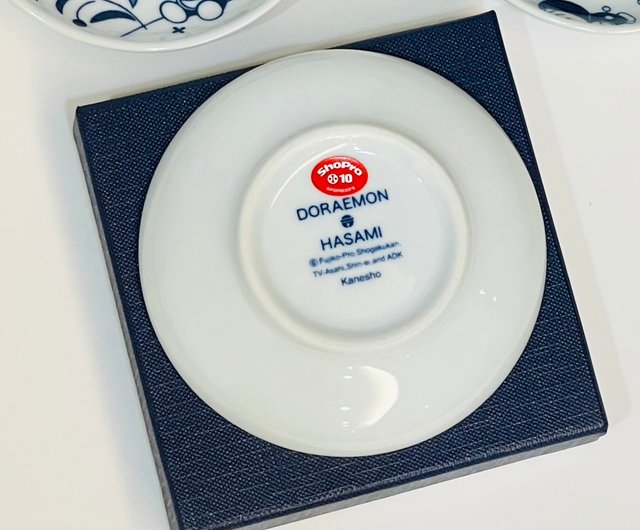 ShoPro
10
DORAEMON
HASAMI
© Fujiko-Pro, Shogakukan,
TV-Asahi, Shin-ei, and ADK
Kanesho